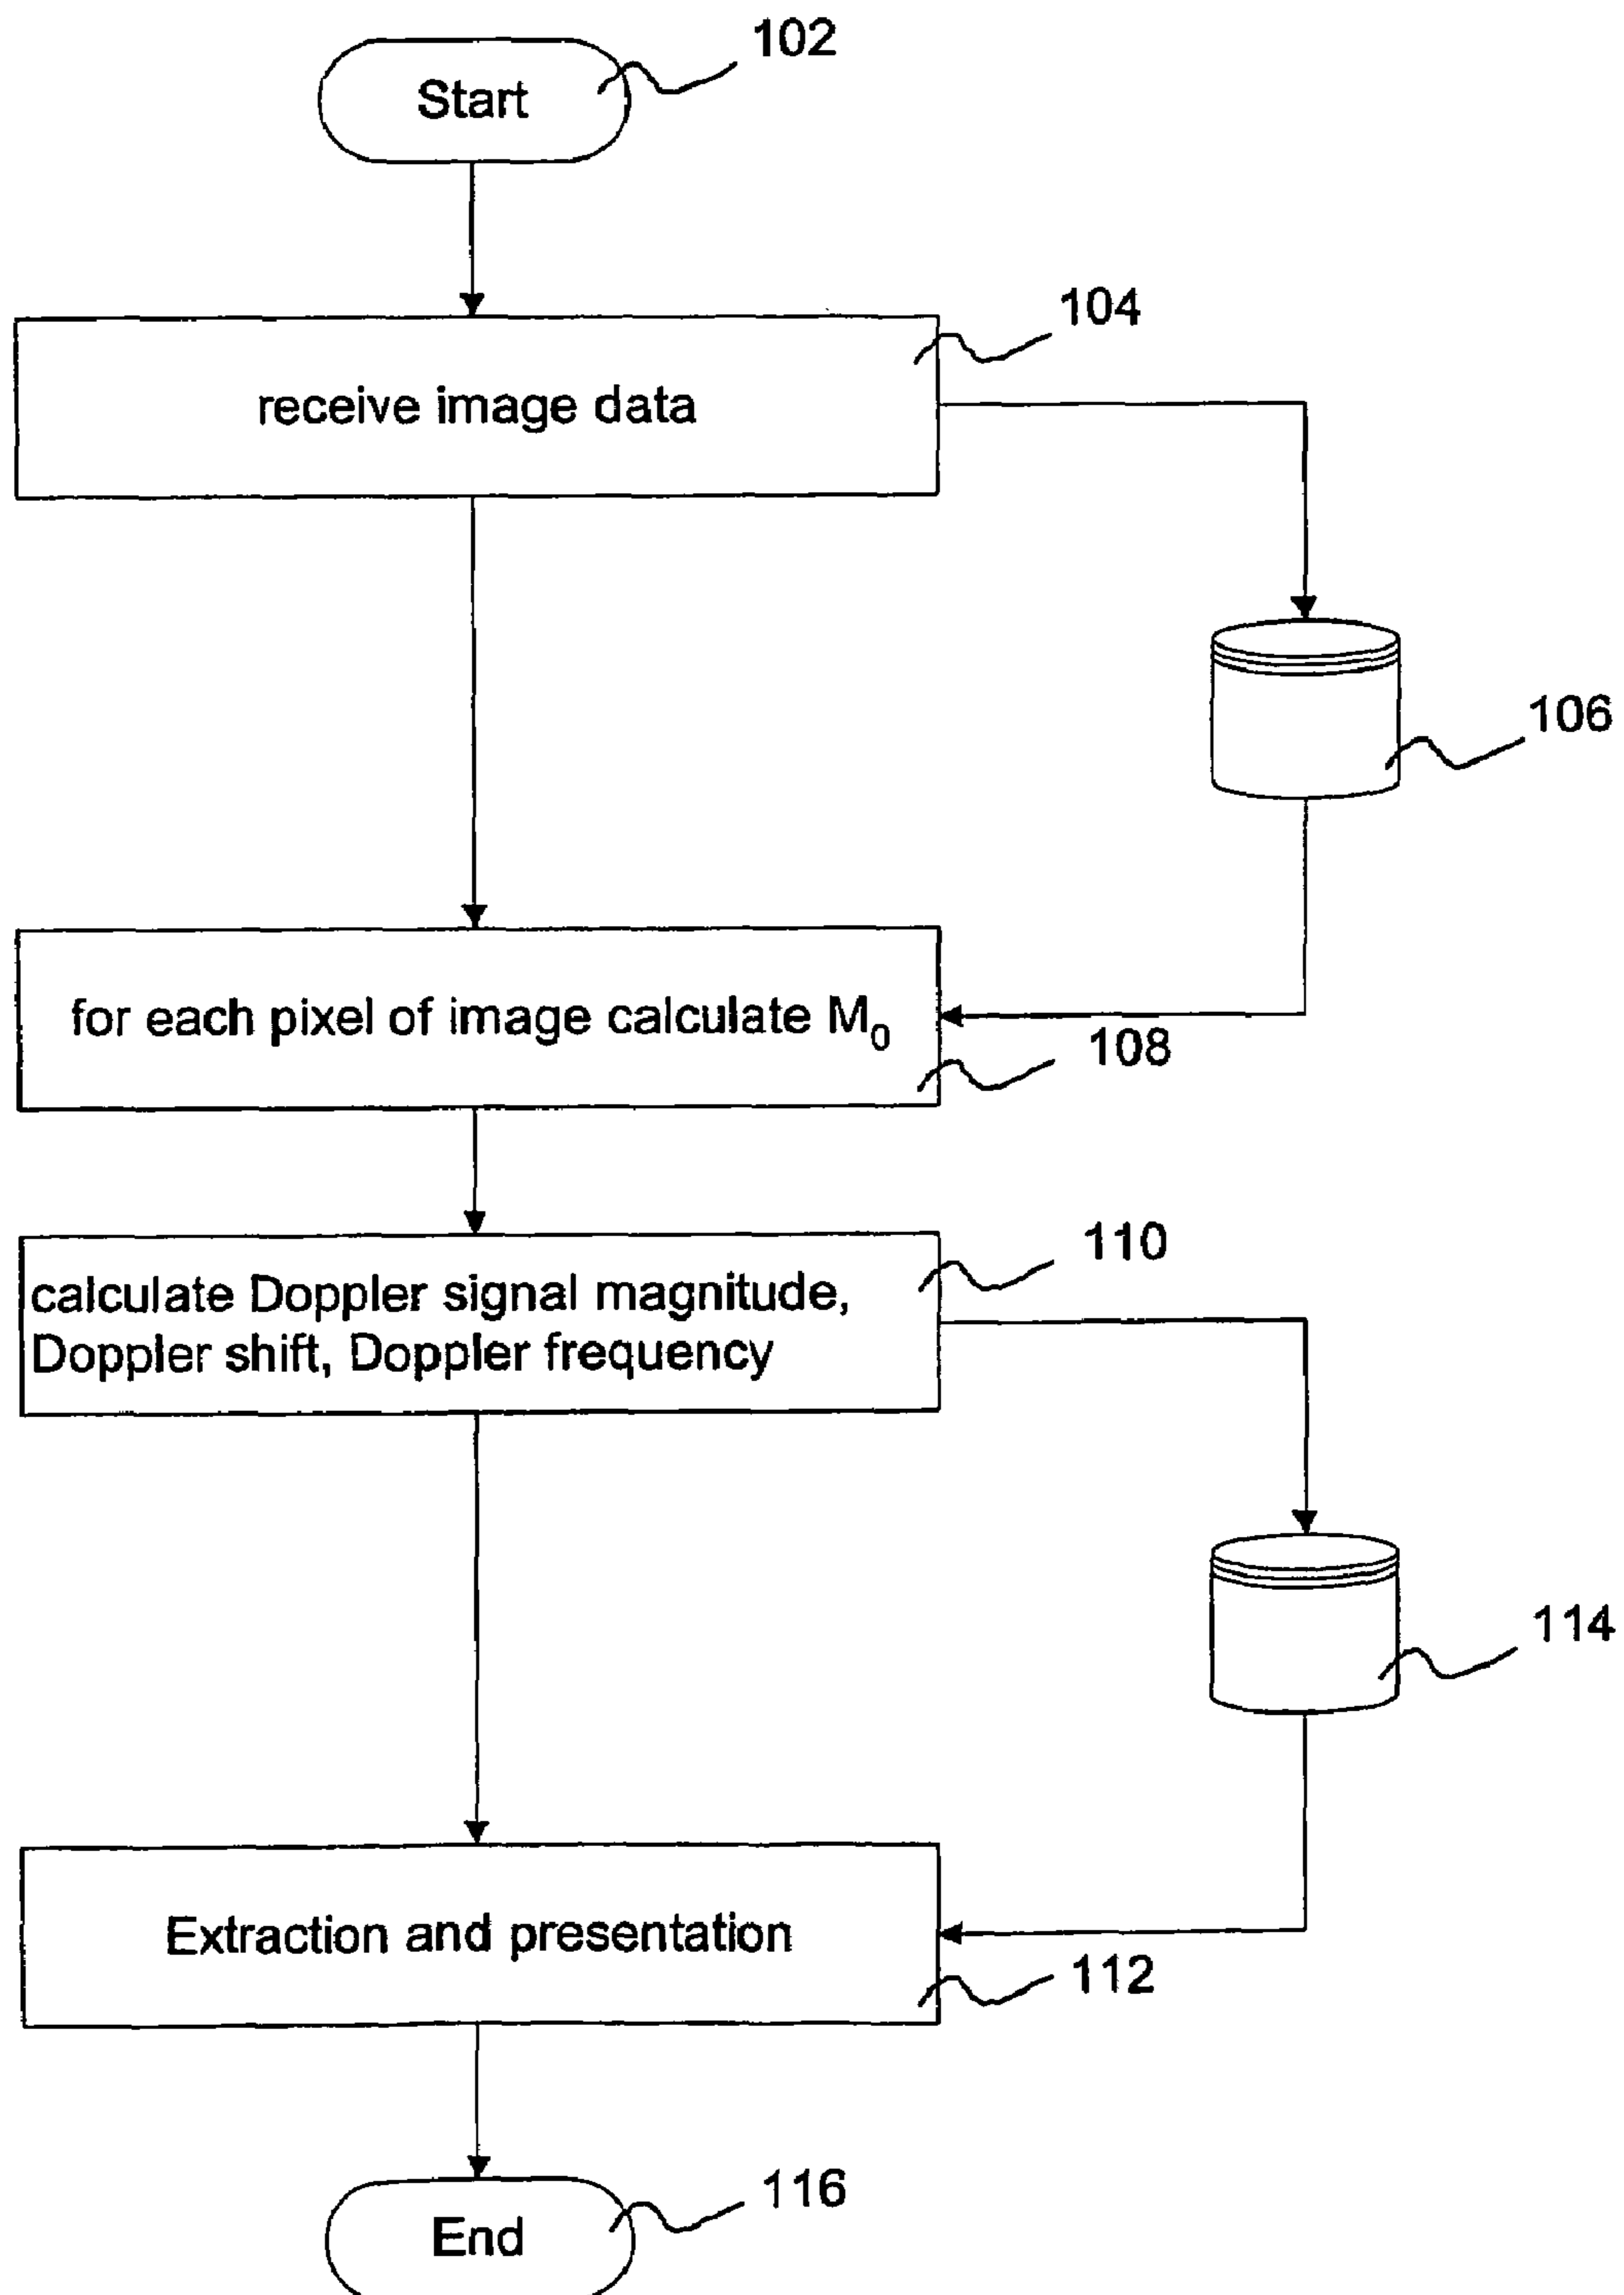 102
Start
104
receive image data
106
for each pixel of image calculate M₀
108
110
calculate Doppler signal magnitude,
Doppler shift, Doppler frequency
114
Extraction and presentation
112
116
End